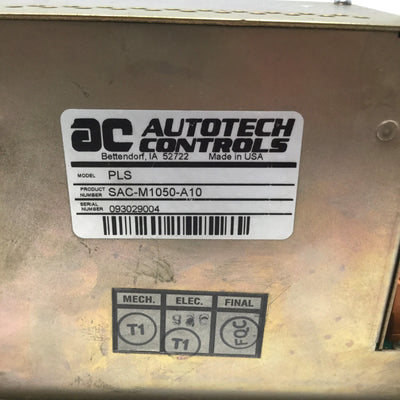 ac AUTOTECH
CONTROLS
Bettendorf, IA 52722 Made in USA
MODEL PLS
PRODUCT NUMBER SAC-M1050-A10
SERIAL NUMBER 093029004
MECH. ELEC. FINAL
T1 T1 FQC